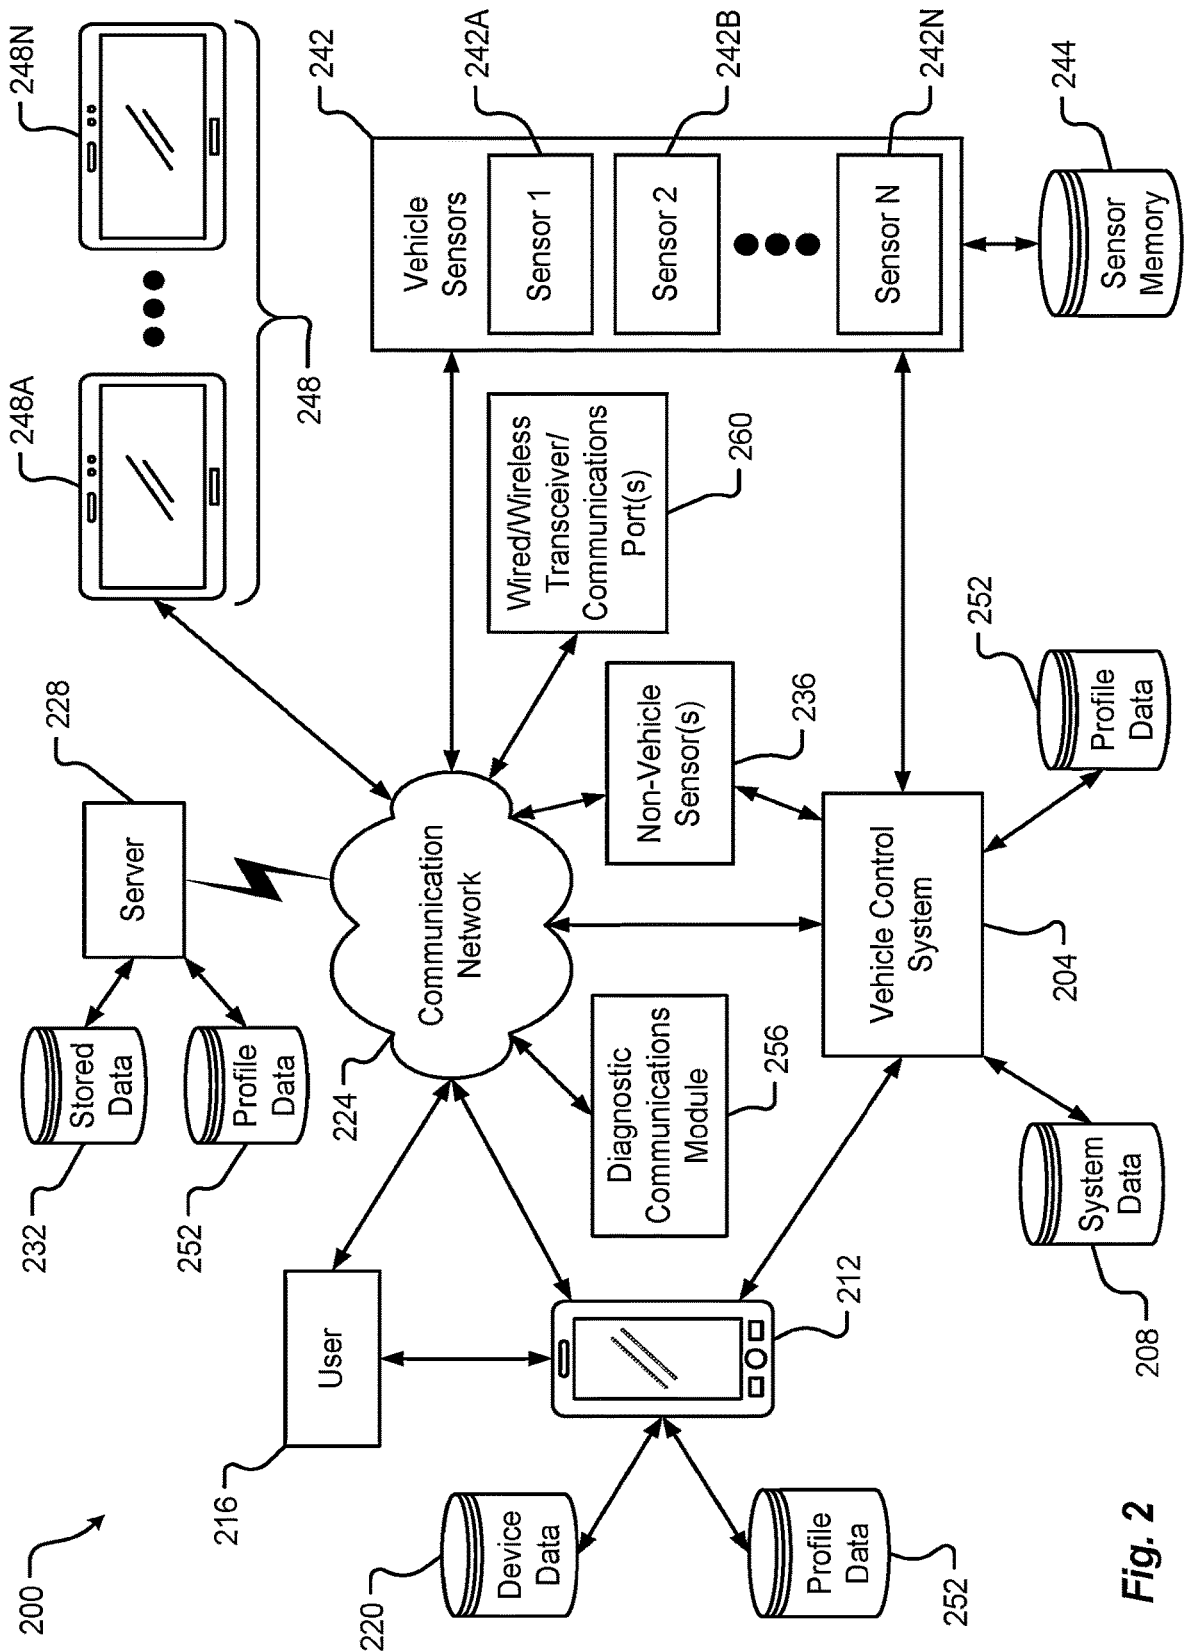 200
216
User
232
Stored
Data
252
Profile
Data
228
Server
248A
248N
248
224
Communication
Network
220
Device
Data
252
Profile
Data
212
Diagnostic
Communications
Module
256
Non-Vehicle
Sensor(s)
236
Wired/Wireless
Transceiver/
Communications
Port(s)
260
242
Vehicle
Sensors
242A
Sensor 1
242B
Sensor 2
242N
Sensor N
244
Sensor
Memory
Vehicle Control
System
204
208
System
Data
252
Profile
Data
Fig. 2